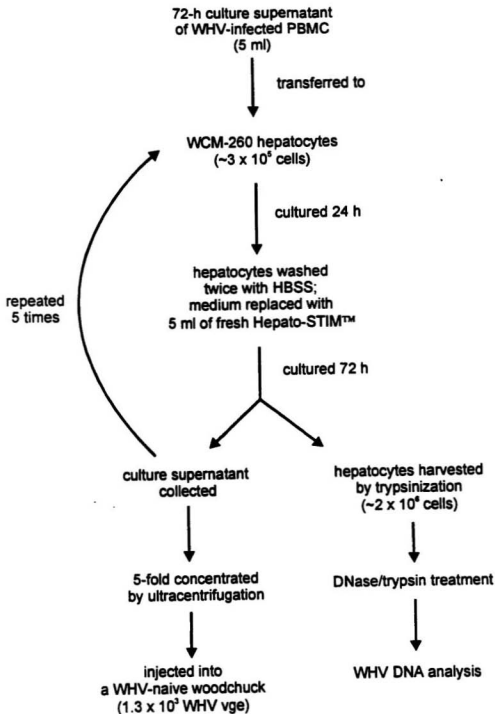 72-h culture supernatant
of WHV-infected PBMC
(5 ml)
transferred to
WCM-260 hepatocytes
(~3 x 10⁵ cells)
cultured 24 h
hepatocytes washed
twice with HBSS;
medium replaced with
5 ml of fresh Hepato-STIM™
repeated
5 times
cultured 72 h
culture supernatant
collected
hepatocytes harvested
by trypsinization
(~2 x 10⁶ cells)
5-fold concentrated
by ultracentrifugation
DNase/trypsin treatment
injected into
a WHV-naive woodchuck
(1.3 x 10³ WHV vge)
WHV DNA analysis